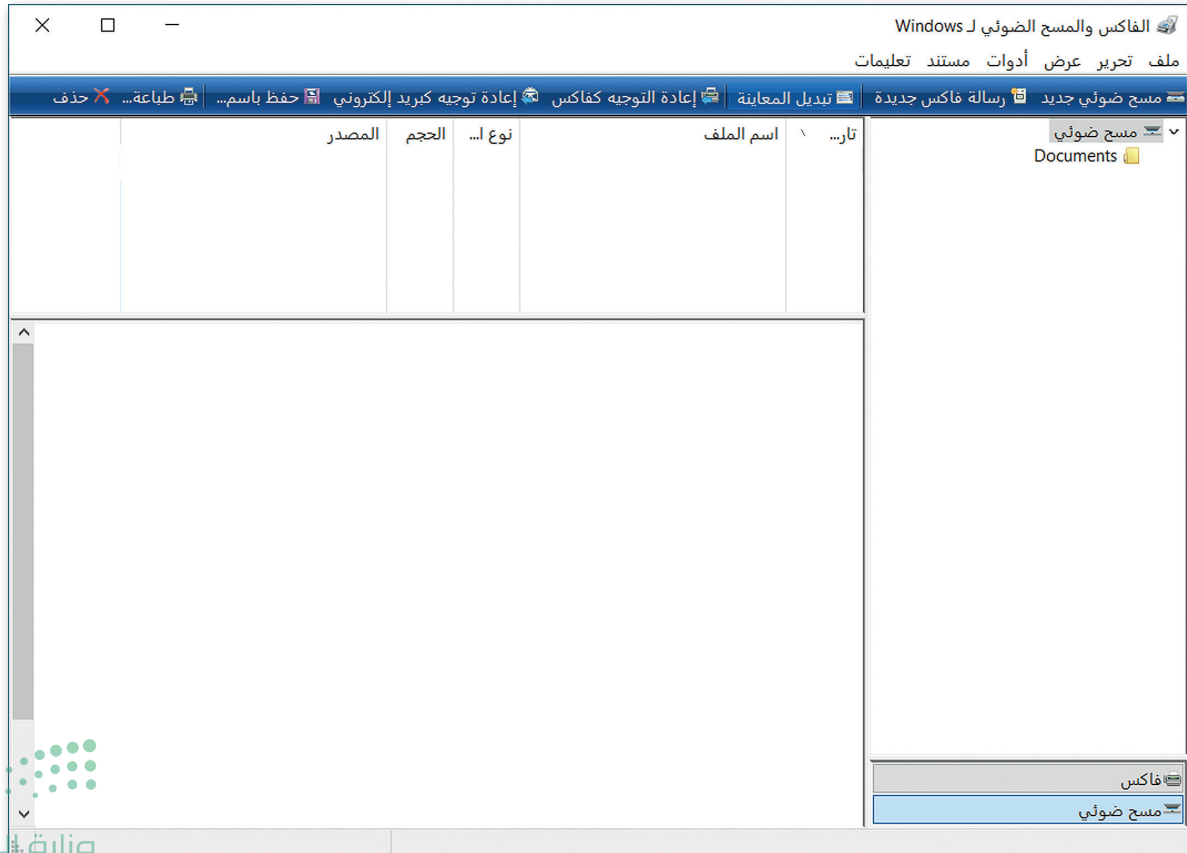 الفاكس والمسح الضوئي لـ Windows
ملف تحرير عرض أدوات مستند تعليمات
مسح ضوئي جديد رسالة فاكس جديدة تبديل المعاينة إعادة التوجيه كفاكس إعادة توجيه كبريد إلكتروني حفظ باسم... طباعة... حذف
مسح ضوئي
Documents
تار... اسم الملف نوع ا... الحجم المصدر
فاكس
مسح ضوئي
وزارة